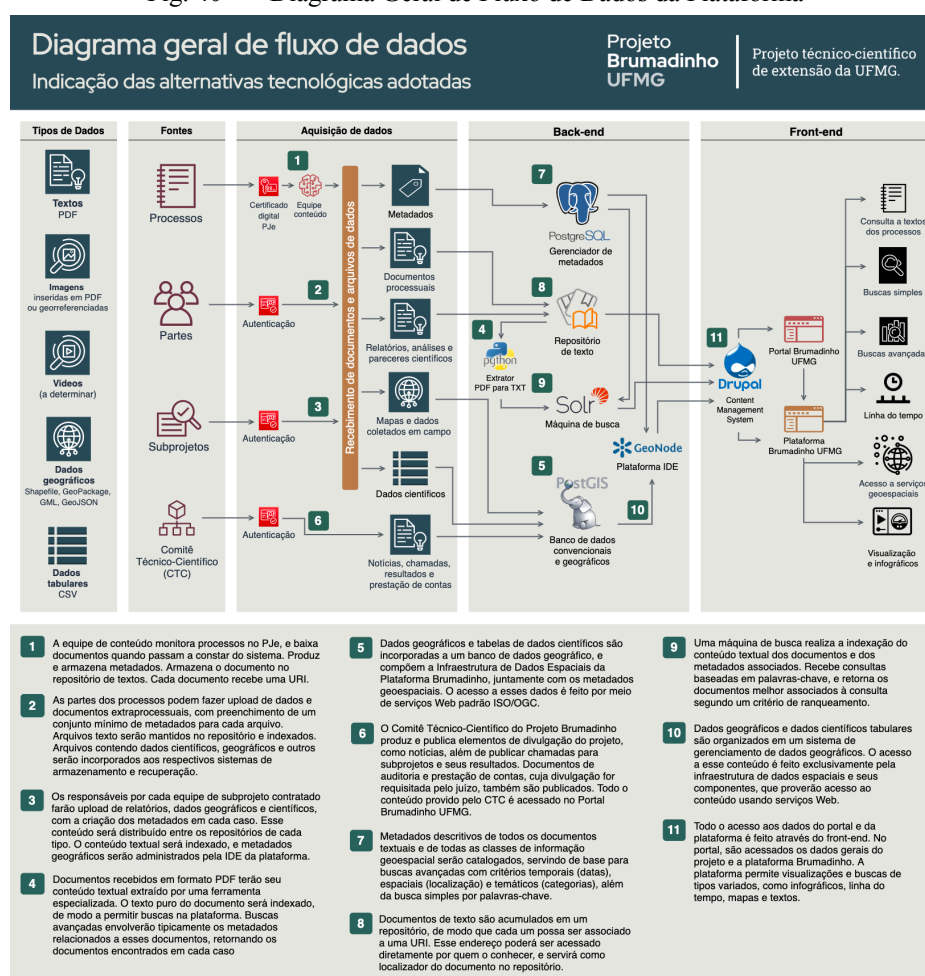 Fig. 40 — Diagrama Geral de Fluxo de Dados da Plataforma
Diagrama geral de fluxo de dados
Indicação das alternativas tecnológicas adotadas
Projeto
Brumadinho
UFMG
Projeto técnico-científico
de extensão da UFMG.
Tipos de Dados
Fontes
Aquisição de dados
Back-end
Front-end
Textos
PDF
Imagens
inseridas em PDF
ou georreferenciadas
Vídeos
(a determinar)
Dados
geográficos
Shapefile, GeoPackage,
GML, GeoJSON
Dados
tabulares
CSV
Processos
Partes
Subprojetos
Comitê
Técnico-Científico
(CTC)
1
Certificado
digital
PJe
Equipe
conteúdo
2
Autenticação
3
Autenticação
6
Autenticação
Recebimento de documentos e arquivos de dados
Metadados
Documentos
processuais
Relatórios, análises e
pareceres científicos
Mapas e dados
coletados em campo
Dados científicos
Notícias, chamadas,
resultados e
prestação de contas
7
PostgreSQL
Gerenciador de
metadados
8
Repositório
de texto
4
python
Extrator
PDF para TXT
9
Solr
Máquina de busca
GeoNode
Plataforma IDE
5
PostGIS
10
Banco de dados
convencionais
e geográficos
11
Drupal
Content
Management
System
Portal Brumadinho
UFMG
Plataforma
Brumadinho UFMG
Consulta a textos
dos processos
Buscas simples
Buscas avançada
Linha do tempo
Acesso a serviços
geoespaciais
Visualização
e infográficos
1
A equipe de conteúdo monitora processos no PJe, e baixa
documentos quando passam a constar do sistema. Produz
e armazena metadados. Armazena o documento no
repositório de textos. Cada documento recebe uma URI.
2
As partes dos processos podem fazer upload de dados e
documentos extraprocessuais, com preenchimento de um
conjunto mínimo de metadados para cada arquivo.
Arquivos texto serão mantidos no repositório e indexados.
Arquivos contendo dados científicos, geográficos e outros
serão incorporados aos respectivos sistemas de
armazenamento e recuperação.
3
Os responsáveis por cada equipe de subprojeto contratado
farão upload de relatórios, dados geográficos e científicos,
com a criação dos metadados em cada caso. Esse
conteúdo será distribuído entre os repositórios de cada
tipo. O conteúdo textual será indexado, e metadados
geográficos serão administrados pela IDE da plataforma.
4
Documentos recebidos em formato PDF terão seu
conteúdo textual extraído por uma ferramenta
especializada. O texto puro do documento será indexado,
de modo a permitir buscas na plataforma. Buscas
avançadas envolverão tipicamente os metadados
relacionados a esses documentos, retornando os
documentos encontrados em cada caso
5
Dados geográficos e tabelas de dados científicos são
incorporadas a um banco de dados geográfico, e
compõem a Infraestrutura de Dados Espaciais da
Plataforma Brumadinho, juntamente com os metadados
geoespaciais. O acesso a esses dados é feito por meio
de serviços Web padrão ISO/OGC.
6
O Comitê Técnico-Científico do Projeto Brumadinho
produz e publica elementos de divulgação do projeto,
como notícias, além de publicar chamadas para
subprojetos e seus resultados. Documentos de
auditoria e prestação de contas, cuja divulgação for
requisitada pelo juízo, também são publicados. Todo o
conteúdo provido pelo CTC é acessado no Portal
Brumadinho UFMG.
7
Metadados descritivos de todos os documentos
textuais e de todas as classes de informação
geoespacial serão catalogados, servindo de base para
buscas avançadas com critérios temporais (datas),
espaciais (localização) e temáticos (categorias), além
da busca simples por palavras-chave.
8
Documentos de texto são acumulados em um
repositório, de modo que cada um possa ser associado
a uma URI. Esse endereço poderá ser acessado
diretamente por quem o conhecer, e servirá como
localizador do documento no repositório.
9
Uma máquina de busca realiza a indexação do
conteúdo textual dos documentos e dos
metadados associados. Recebe consultas
baseadas em palavras-chave, e retorna os
documentos melhor associados à consulta
segundo um critério de ranqueamento.
10
Dados geográficos e dados científicos tabulares
são organizados em um sistema de
gerenciamento de dados geográficos. O acesso
a esse conteúdo é feito exclusivamente pela
infraestrutura de dados espaciais e seus
componentes, que proverão acesso ao
conteúdo usando serviços Web.
11
Todo o acesso aos dados do portal e da
plataforma é feito através do front-end. No
portal, são acessados os dados gerais do
projeto e a plataforma Brumadinho. A
plataforma permite visualizações e buscas de
tipos variados, como infográficos, linha do
tempo, mapas e textos.